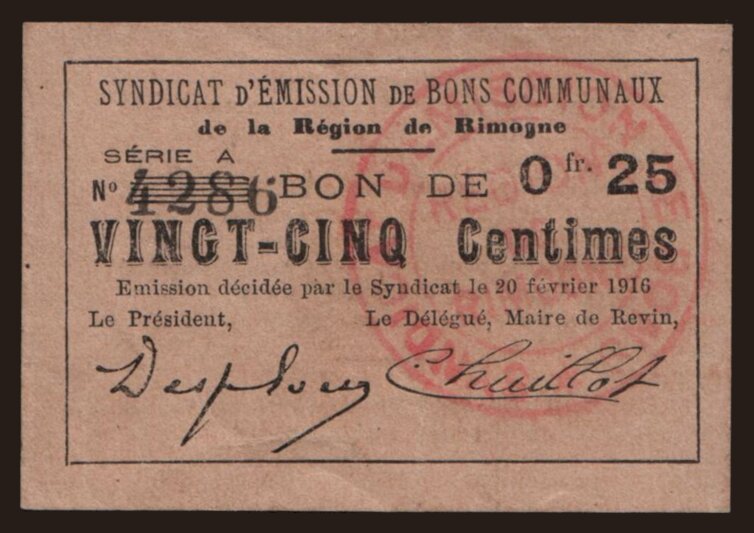 SYNDICAT D'ÉMISSION DE BONS COMMUNAUX
de la Région de Rimogne
SÉRIE A
N° 4286 BON DE 0 fr. 25
VINGT-CINQ Centimes
Emission décidée par le Syndicat le 20 février 1916
Le Président, Le Délégué, Maire de Revin,